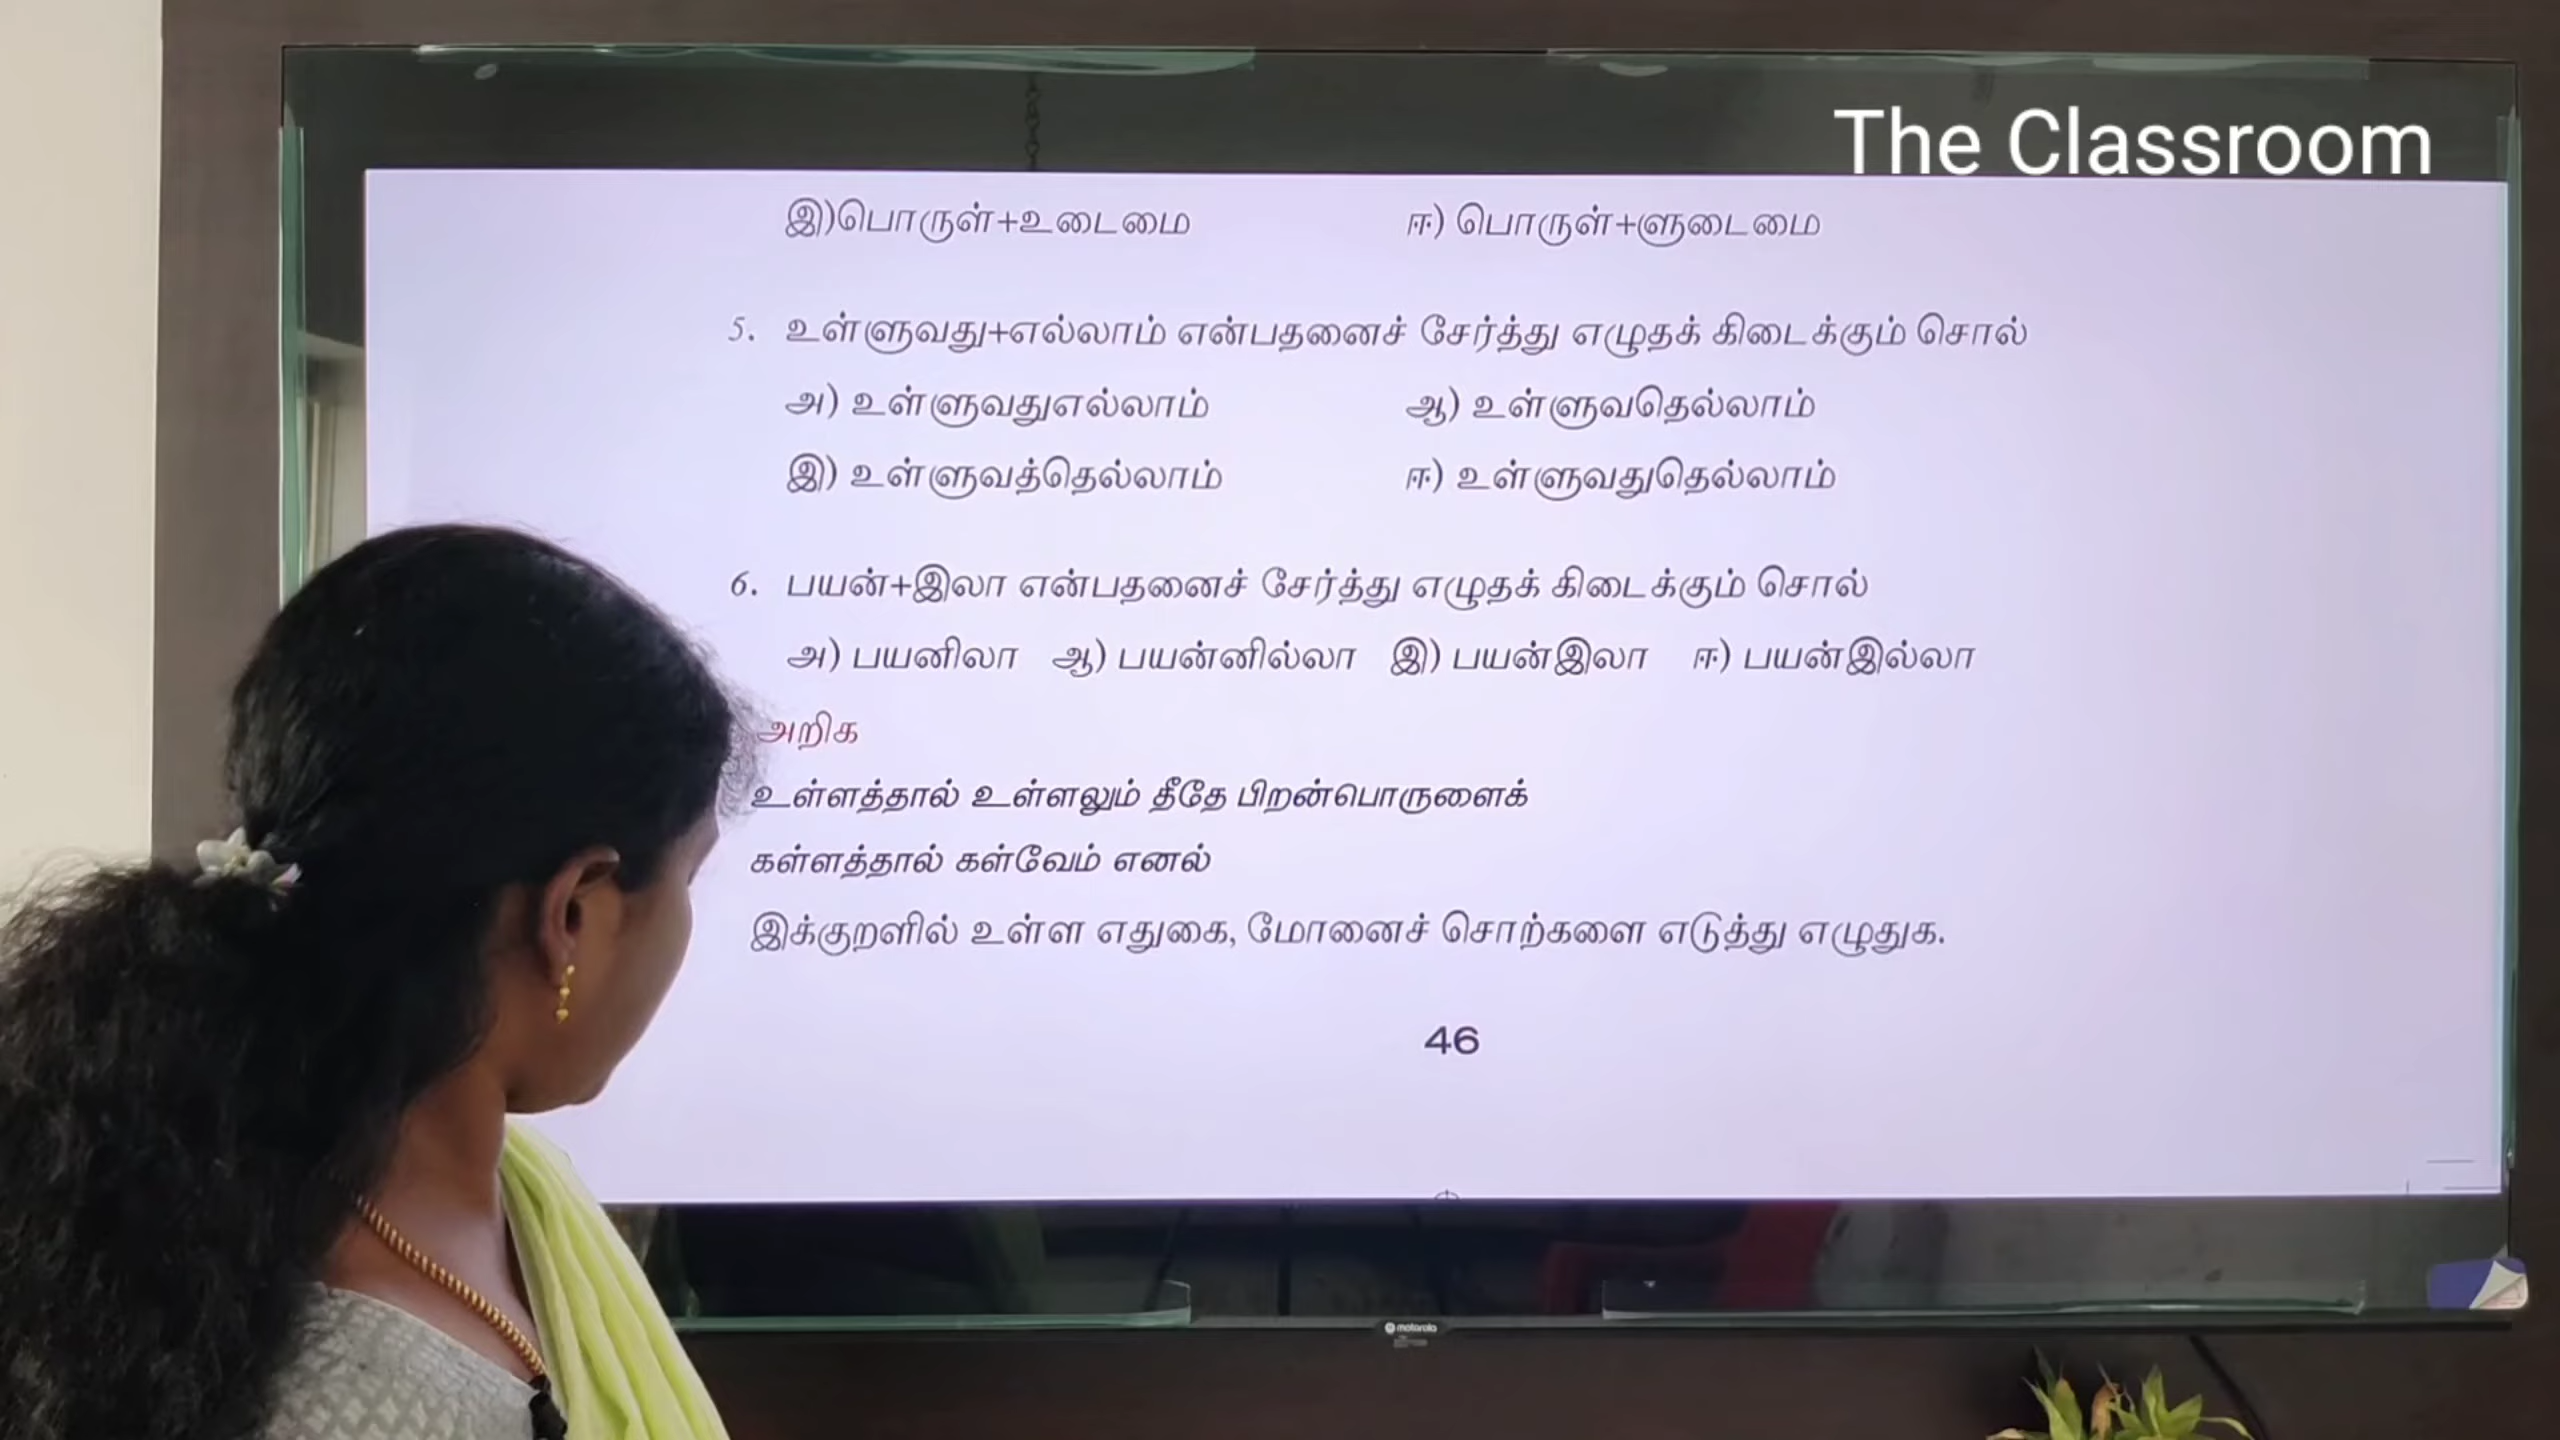 The Classroom
இ)பொருள்+உடைமை ஈ) பொருள்+ளுடைமை
5. உள்ளுவது+எல்லாம் என்பதனைச் சேர்த்து எழுதக் கிடைக்கும் சொல்
அ) உள்ளுவதுஎல்லாம் ஆ) உள்ளுவதெல்லாம்
இ) உள்ளுவத்தெல்லாம் ஈ) உள்ளுவதுதெல்லாம்
6. பயன்+இலா என்பதனைச் சேர்த்து எழுதக் கிடைக்கும் சொல்
அ) பயனிலா ஆ) பயன்னில்லா இ) பயன்இலா ஈ) பயன்இல்லா
அறிக
உள்ளத்தால் உள்ளலும் தீதே பிறன்பொருளைக்
கள்ளத்தால் கள்வேம் எனல்
இக்குறளில் உள்ள எதுகை, மோனைச் சொற்களை எடுத்து எழுதுக.
46
motorola